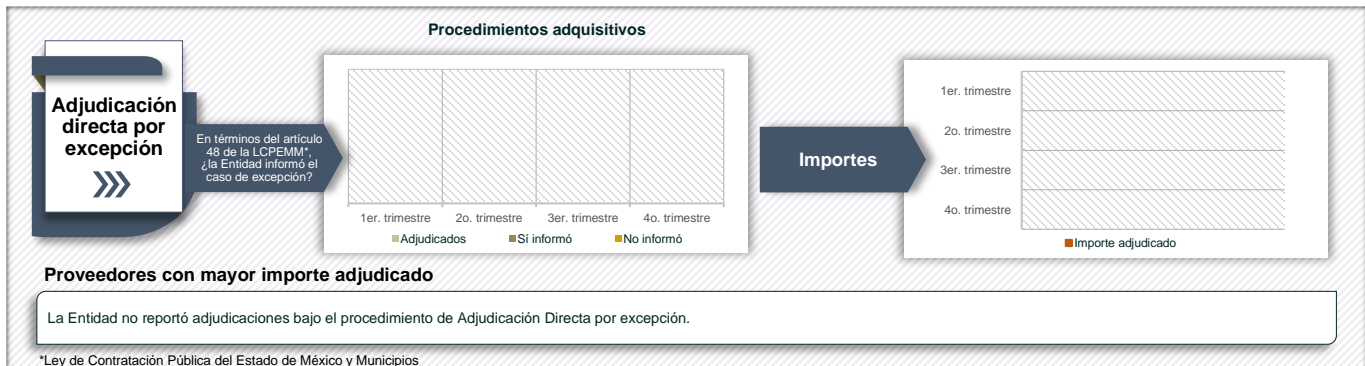 Procedimientos adquisitivos
Adjudicación
directa por
excepción
En términos del artículo
48 de la LCPEMM*,
¿la Entidad informó el
caso de excepción?
1er. trimestre
2o. trimestre
3er. trimestre
4o. trimestre
Adjudicados
Sí informó
No informó
Importes
1er. trimestre
2o. trimestre
3er. trimestre
4o. trimestre
Importe adjudicado
Proveedores con mayor importe adjudicado
La Entidad no reportó adjudicaciones bajo el procedimiento de Adjudicación Directa por excepción.
*Ley de Contratación Pública del Estado de México y Municipios